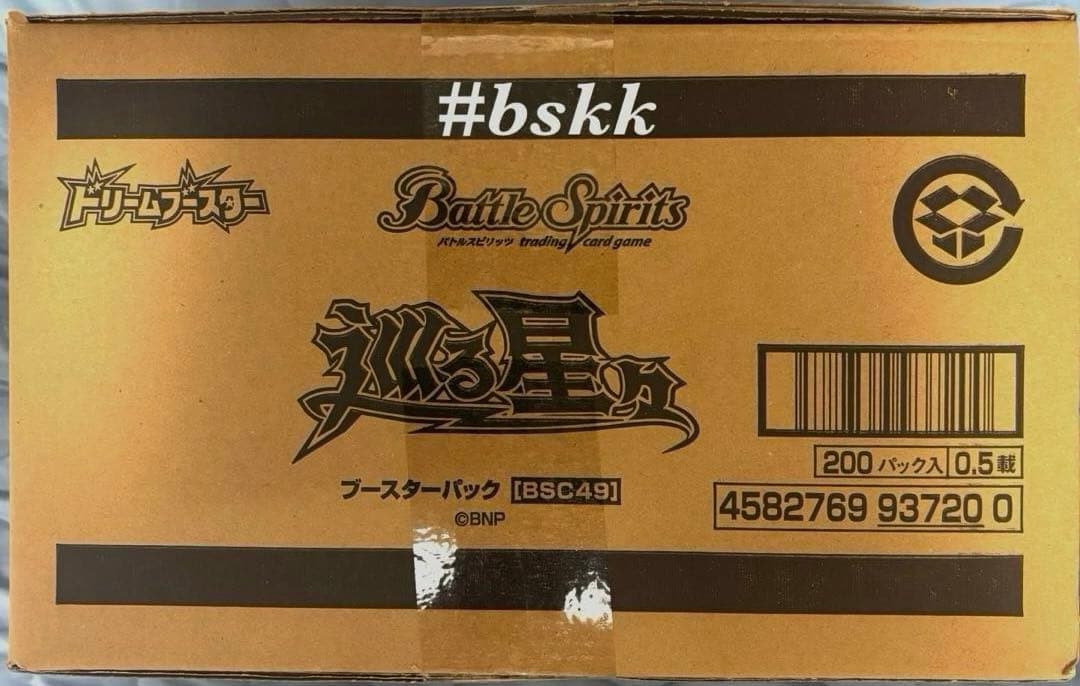 #bskk
ドリームブースター
Battle Spirits
バトルスピリッツ trading card game
巡る星々
200 パック入 0.5 載
ブースターパック [BSC49]
4582769 93720 0
©BNP